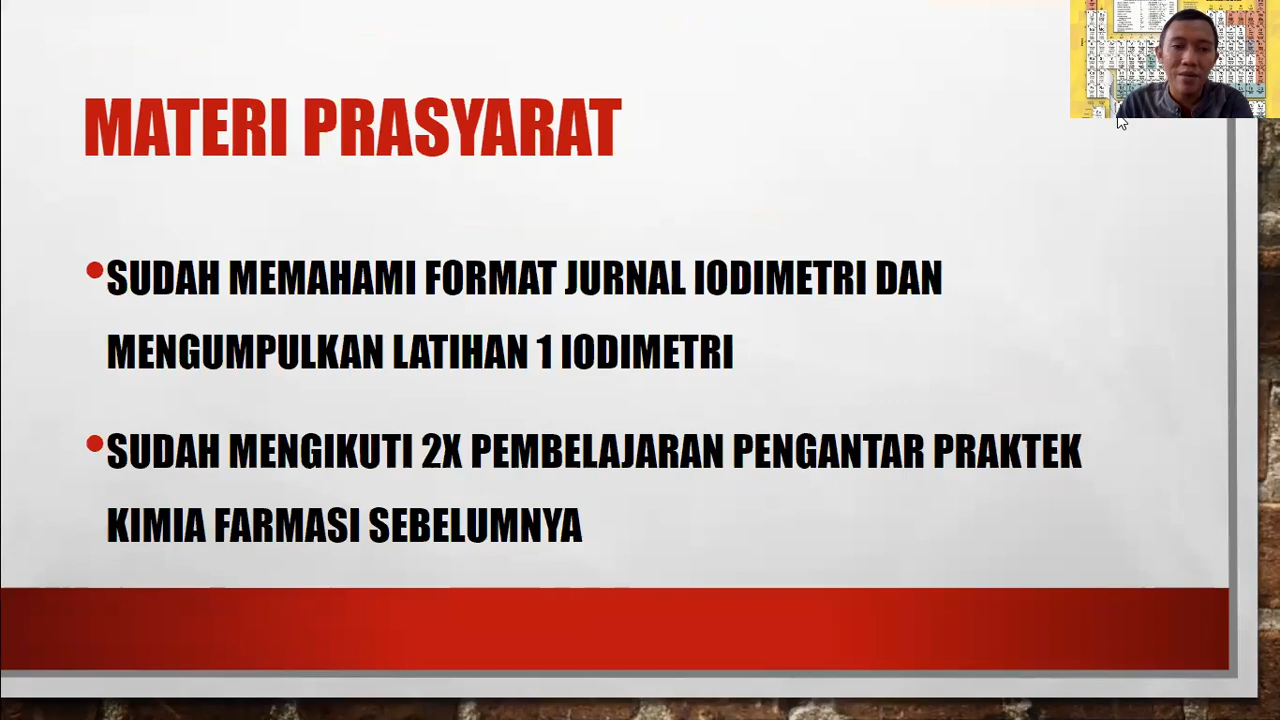 MATERI PRASYARAT
•SUDAH MEMAHAMI FORMAT JURNAL IODIMETRI DAN
MENGUMPULKAN LATIHAN 1 IODIMETRI
•SUDAH MENGIKUTI 2X PEMBELAJARAN PENGANTAR PRAKTEK
KIMIA FARMASI SEBELUMNYA